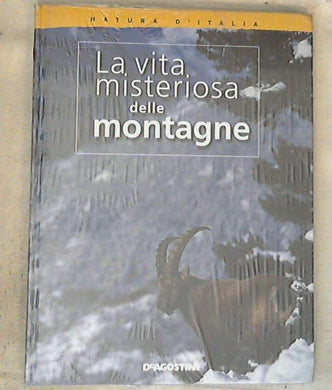 NATURA D'ITALIA
La vita
misteriosa
delle
montagne
DeAGOSTINI